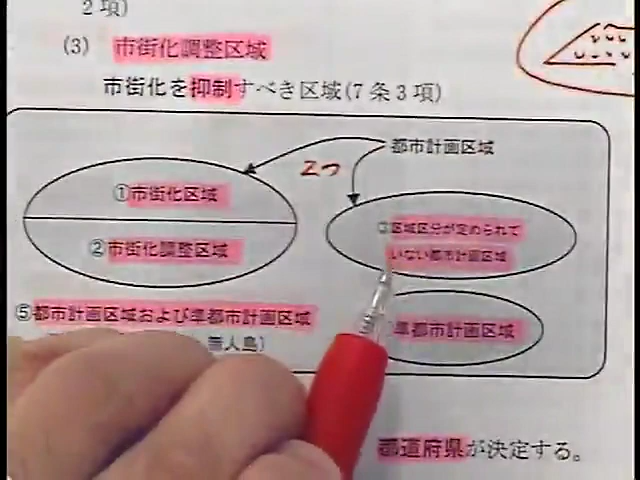 2項)
(3) 市街化調整区域
市街化を抑制すべき区域(7条3項)
都市計画区域
2つ
①市街化区域
②市街化調整区域
③区域区分が定められて
いない都市計画区域
⑤都市計画区域および準都市計画区域
無人島)
準都市計画区域
都道府県が決定する。